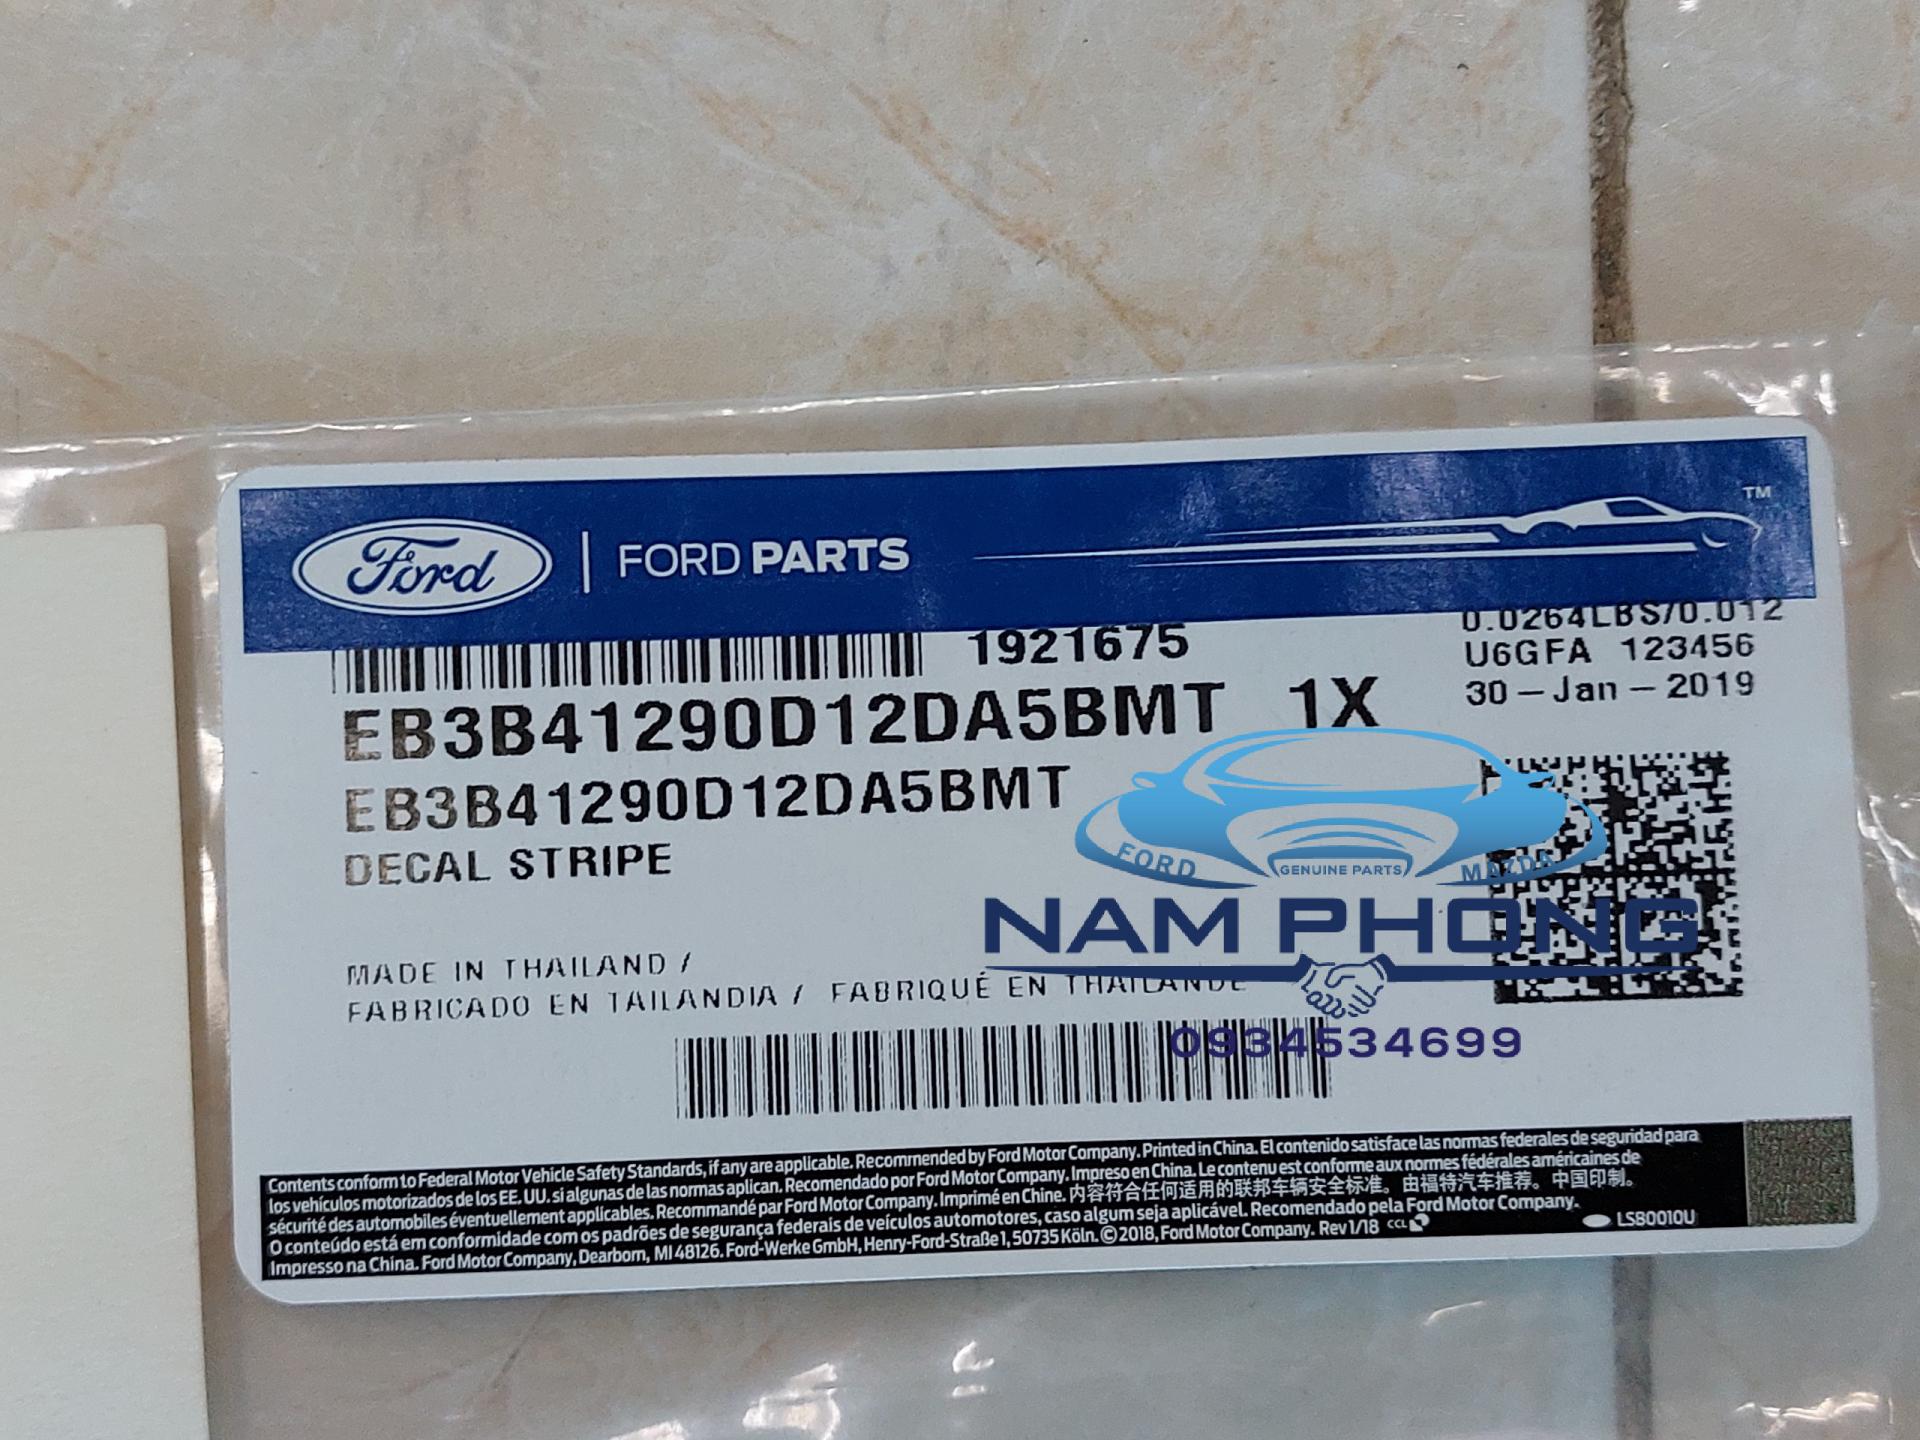 Ford | FORD PARTS ™
1921675
0.0264LBS/0.012
U6GFA 123456
30-Jan-2019
EB3B41290D12DA5BMT 1X
EB3B41290D12DA5BMT
DECAL STRIPE
FORD GENUINE PARTS MAZDA
NAM PHONG
0934534699
MADE IN THAILAND /
FABRICADO EN TAILANDIA / FABRIQUÉ EN THAILANDE
Contents conform to Federal Motor Vehicle Safety Standards, if any are applicable. Recommended by Ford Motor Company. Printed in China. El contenido satisface las normas federales de seguridad para
los vehículos motorizados de los EE. UU. si algunas de las normas aplican. Recomendado por Ford Motor Company. Impreso en China. Le contenu est conforme aux normes fédérales américaines de
sécurité des automobiles éventuellement applicables. Recommandé par Ford Motor Company. Imprimé en Chine. 内容符合任何适用的联邦车辆安全标准。由福特汽车推荐。中国印制。
O conteúdo está em conformidade com os padrões de segurança federais de veículos automotores, caso algum seja aplicável. Recomendado pela Ford Motor Company.
Impresso na China. Ford Motor Company, Dearborn, MI 48126. Ford-Werke GmbH, Henry-Ford-Straße 1, 50735 Köln. © 2018, Ford Motor Company. Rev 1/18 CCL LSB0010U